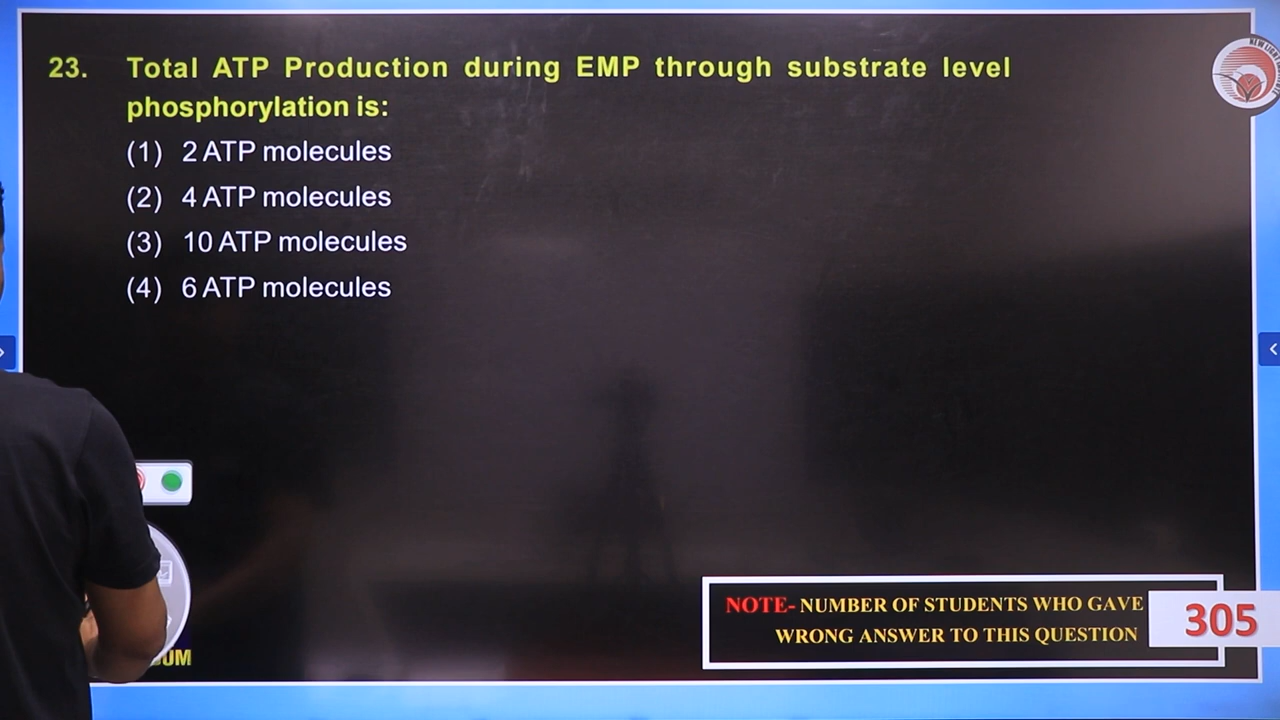 23. Total ATP Production during EMP through substrate level
phosphorylation is:
(1) 2 ATP molecules
(2) 4 ATP molecules
(3) 10 ATP molecules
(4) 6 ATP molecules
NOTE- NUMBER OF STUDENTS WHO GAVE
WRONG ANSWER TO THIS QUESTION
305